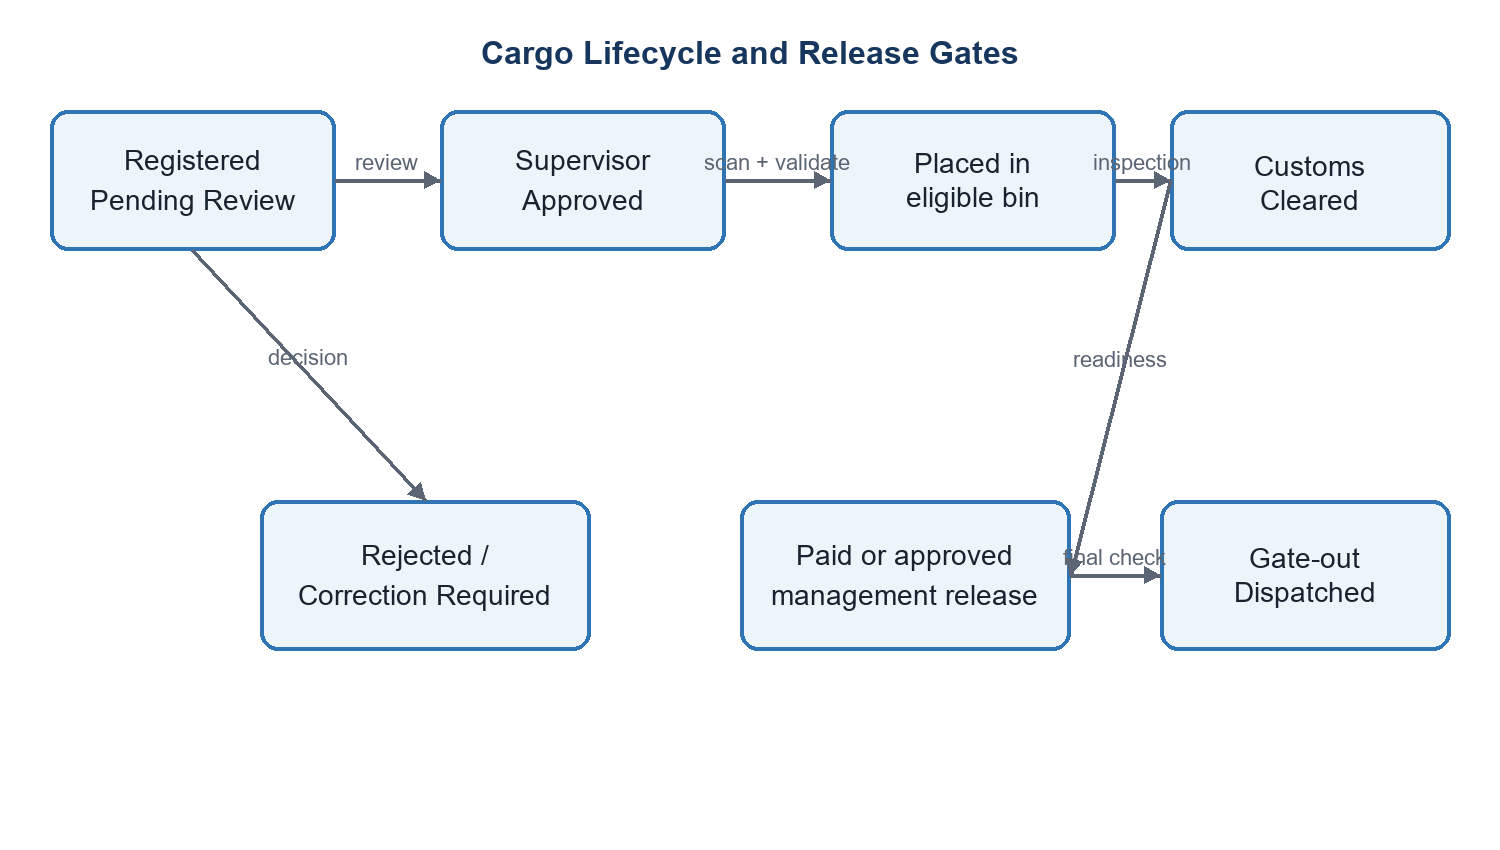 Cargo Lifecycle and Release Gates
Registered
Pending Review
review
Supervisor
Approved
scan + validate
Placed in
eligible bin
inspection
Customs
Cleared
decision
readiness
Rejected /
Correction Required
Paid or approved
management release
final check
Gate-out
Dispatched